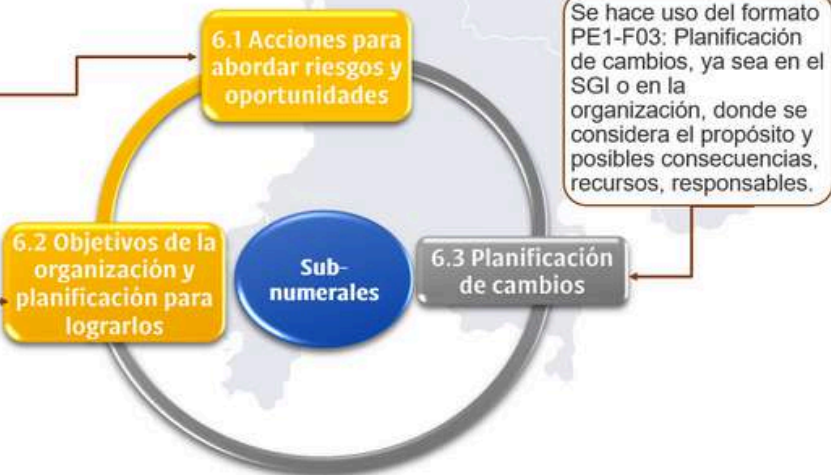 6.1 Acciones para
abordar riesgos y
oportunidades
Se hace uso del formato
PE1-F03: Planificación
de cambios, ya sea en el
SGI o en la
organización, donde se
considera el propósito y
posibles consecuencias,
recursos, responsables.
6.2 Objetivos de la
organización y
planificación para
lograrlos
Sub-
numerales
6.3 Planificación
de cambios